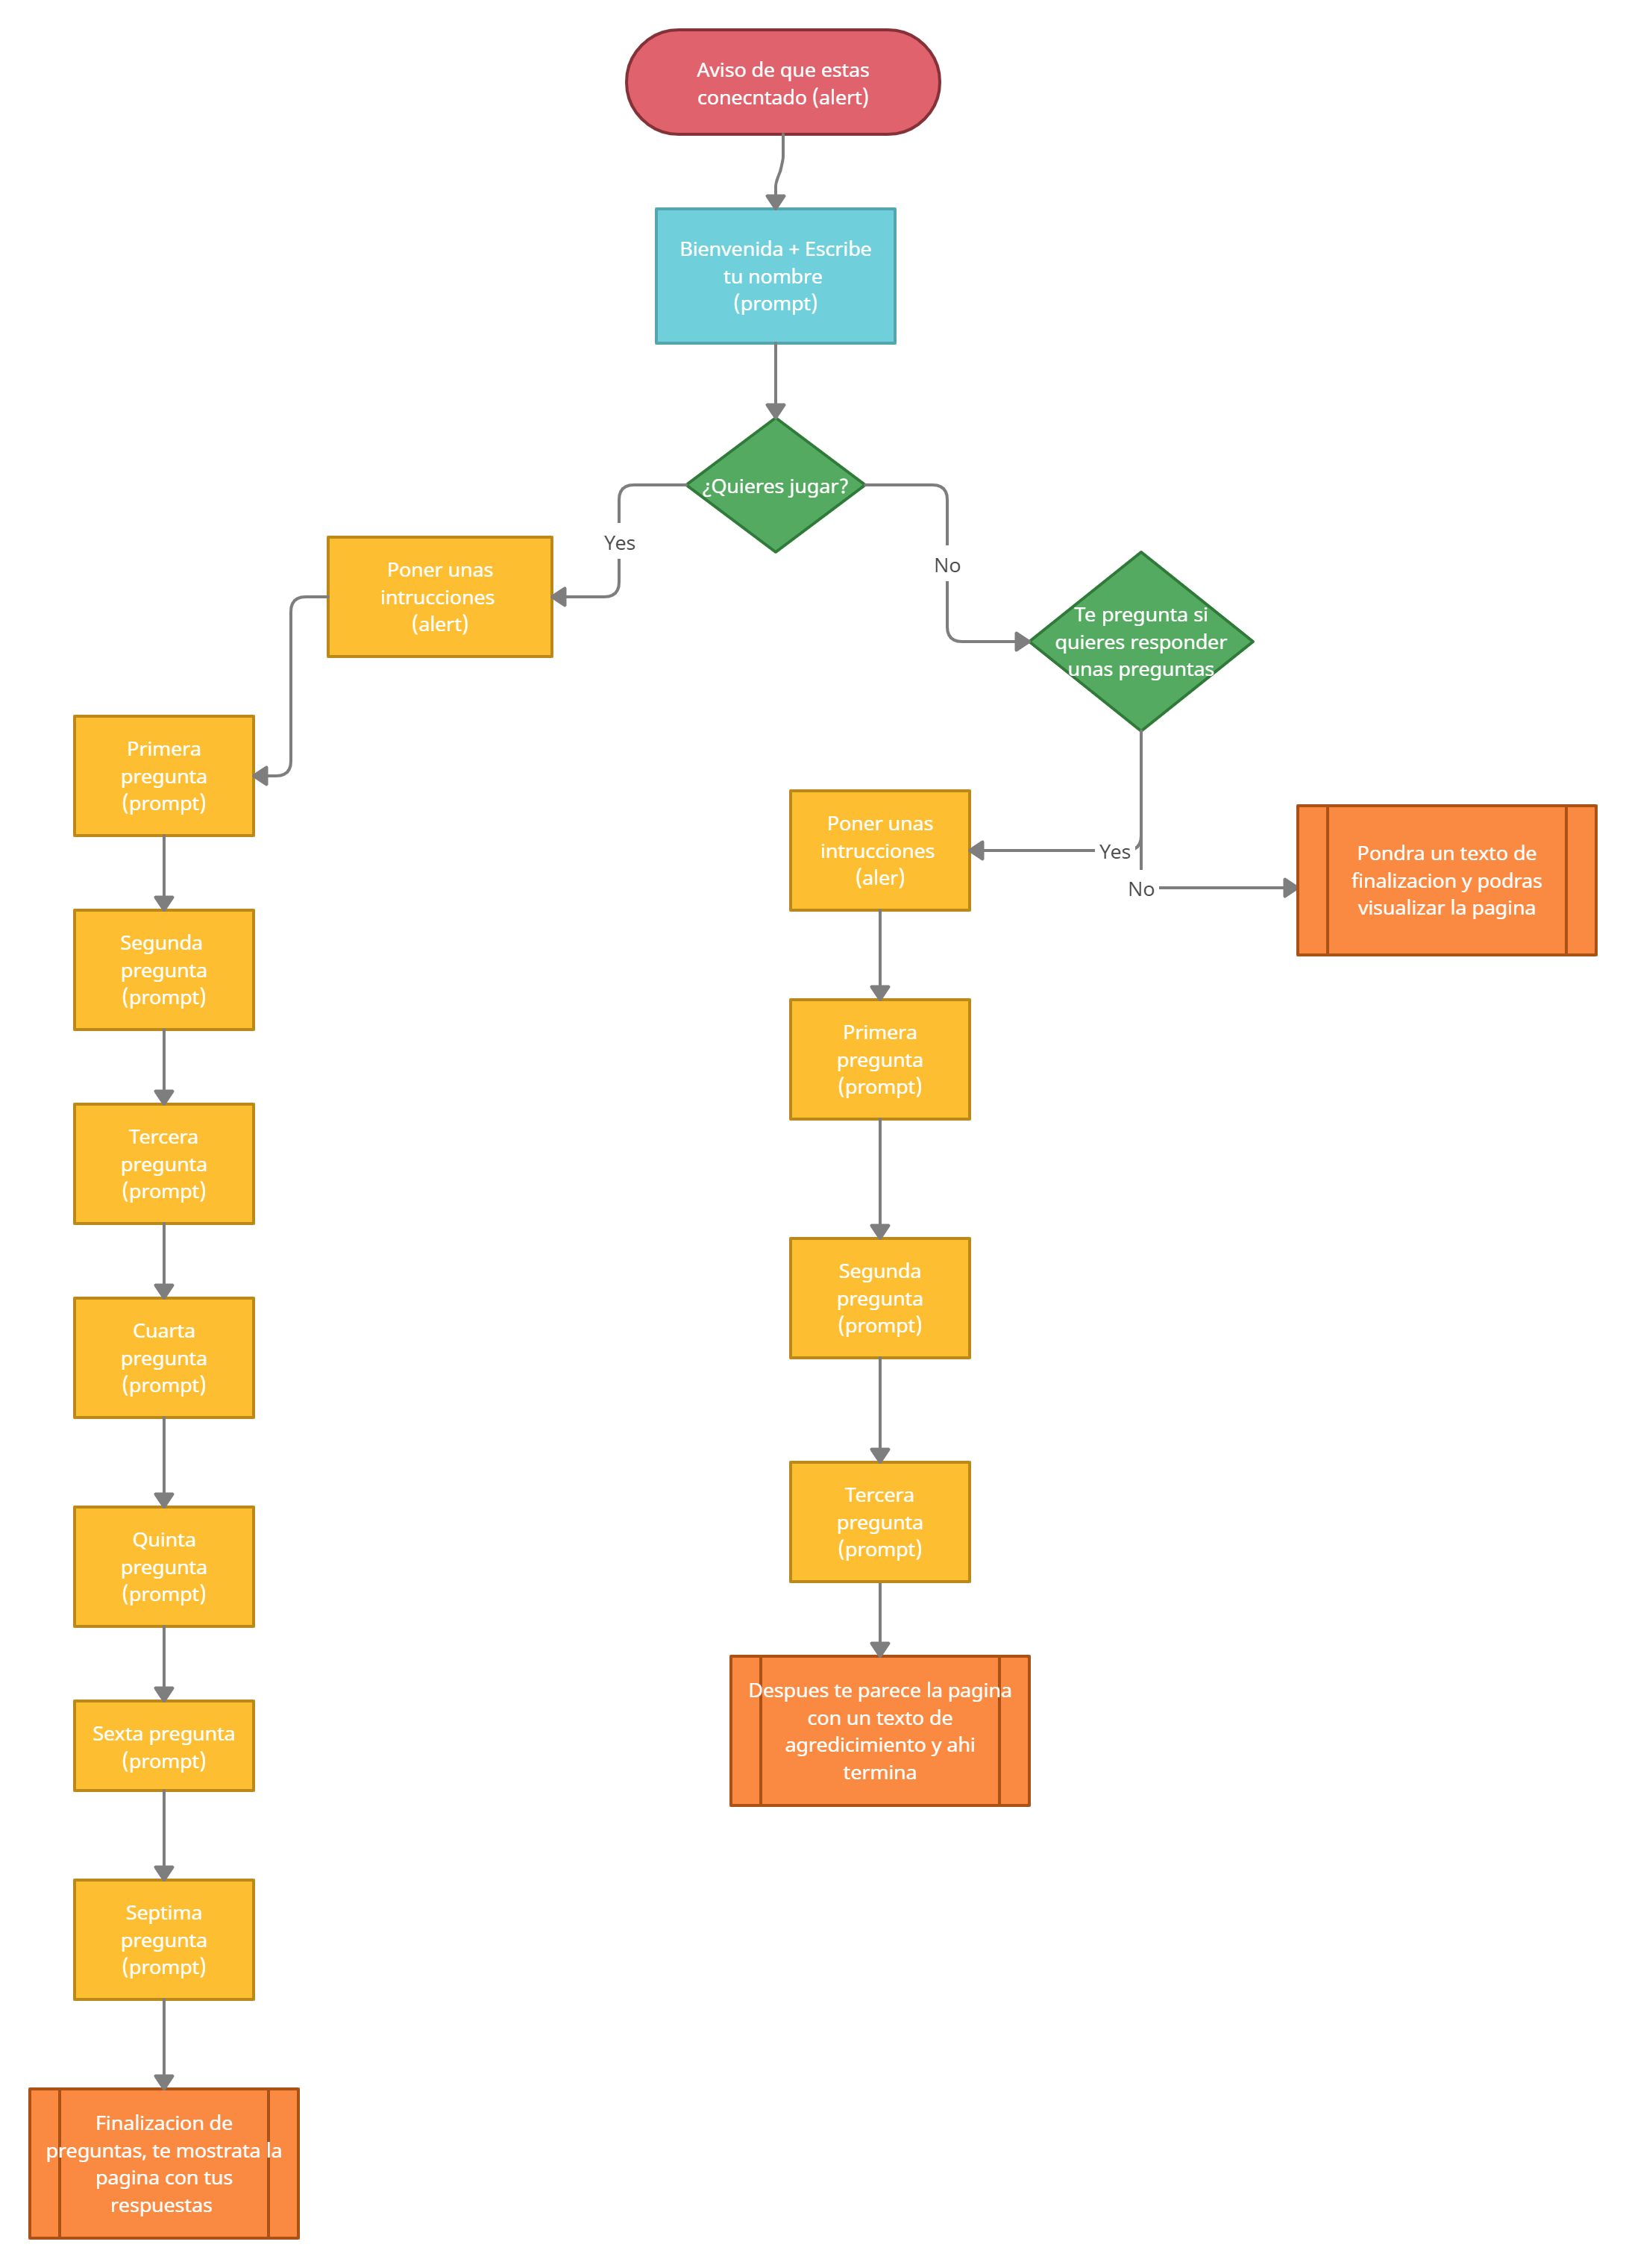 Aviso de que estas
conecntado (alert)
Bienvenida + Escribe
tu nombre
(prompt)
¿Quieres jugar?
Yes
No
Poner unas
intrucciones
(alert)
Te pregunta si
quieres responder
unas preguntas
Primera
pregunta
(prompt)
Segunda
pregunta
(prompt)
Tercera
pregunta
(prompt)
Cuarta
pregunta
(prompt)
Quinta
pregunta
(prompt)
Sexta pregunta
(prompt)
Septima
pregunta
(prompt)
Finalizacion de
preguntas, te mostrata la
pagina con tus
respuestas
Yes
No
Poner unas
intrucciones
(aler)
Primera
pregunta
(prompt)
Segunda
pregunta
(prompt)
Tercera
pregunta
(prompt)
Despues te parece la pagina
con un texto de
agredicimiento y ahi
termina
Pondra un texto de
finalizacion y podras
visualizar la pagina